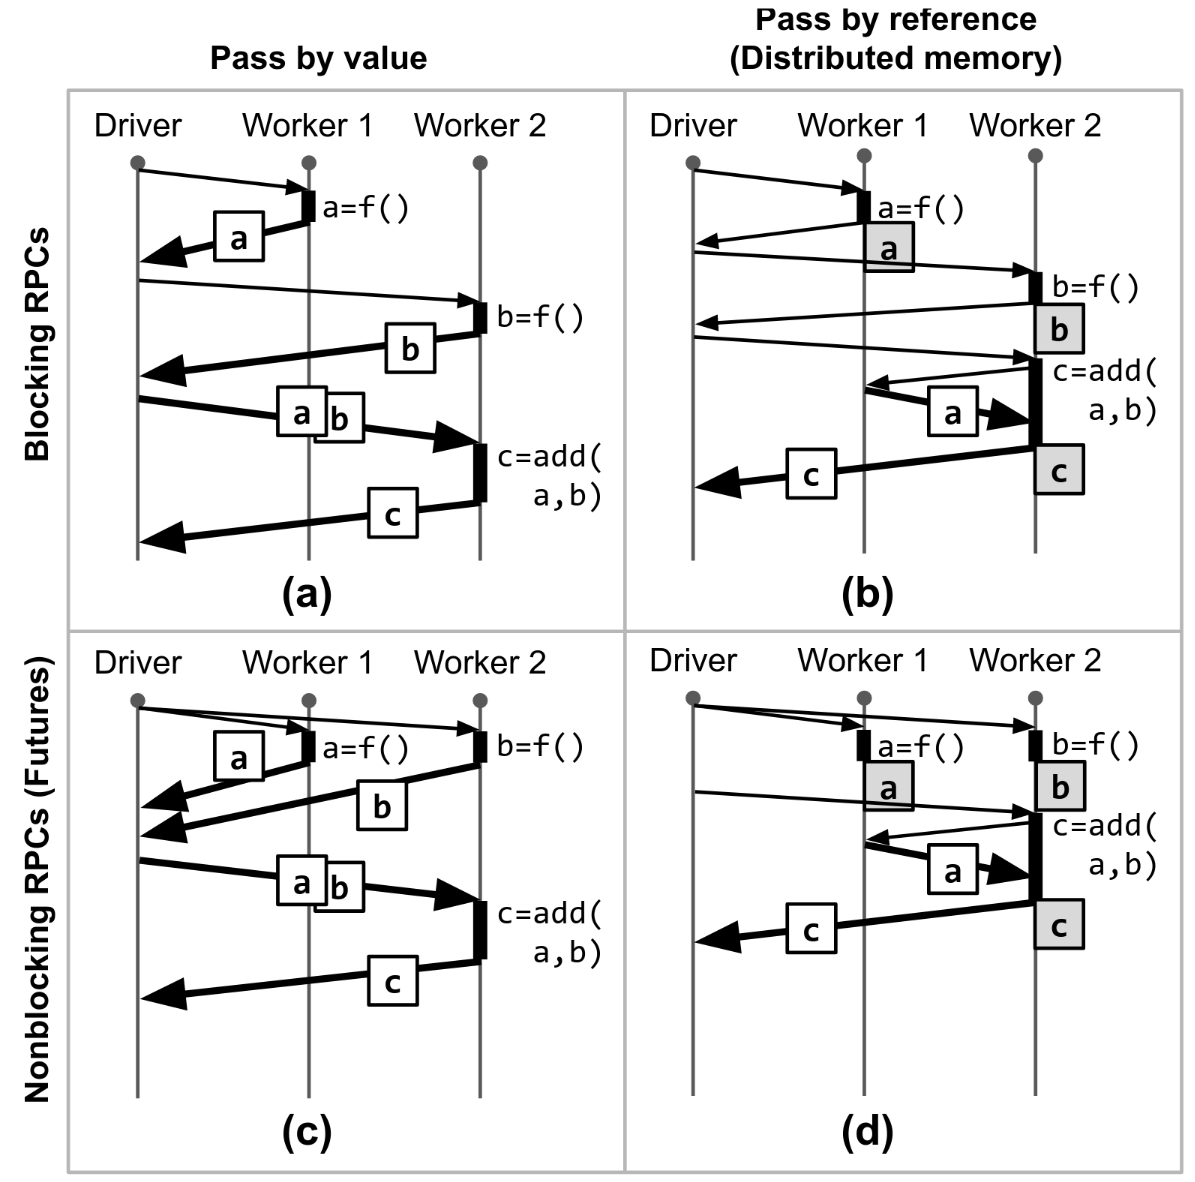 Pass by value
Pass by reference
(Distributed memory)
Blocking RPCs
Driver Worker 1 Worker 2
a=f()
a
b=f()
b
a b
c=add(
a,b)
c
(a)
Driver Worker 1 Worker 2
a=f()
a
b=f()
b
c=add(
a,b)
a
c
c
(b)
Nonblocking RPCs (Futures)
Driver Worker 1 Worker 2
a=f()
b=f()
a
b
a b
c=add(
a,b)
c
(c)
Driver Worker 1 Worker 2
a=f()
b=f()
a
b
c=add(
a,b)
a
c
c
(d)